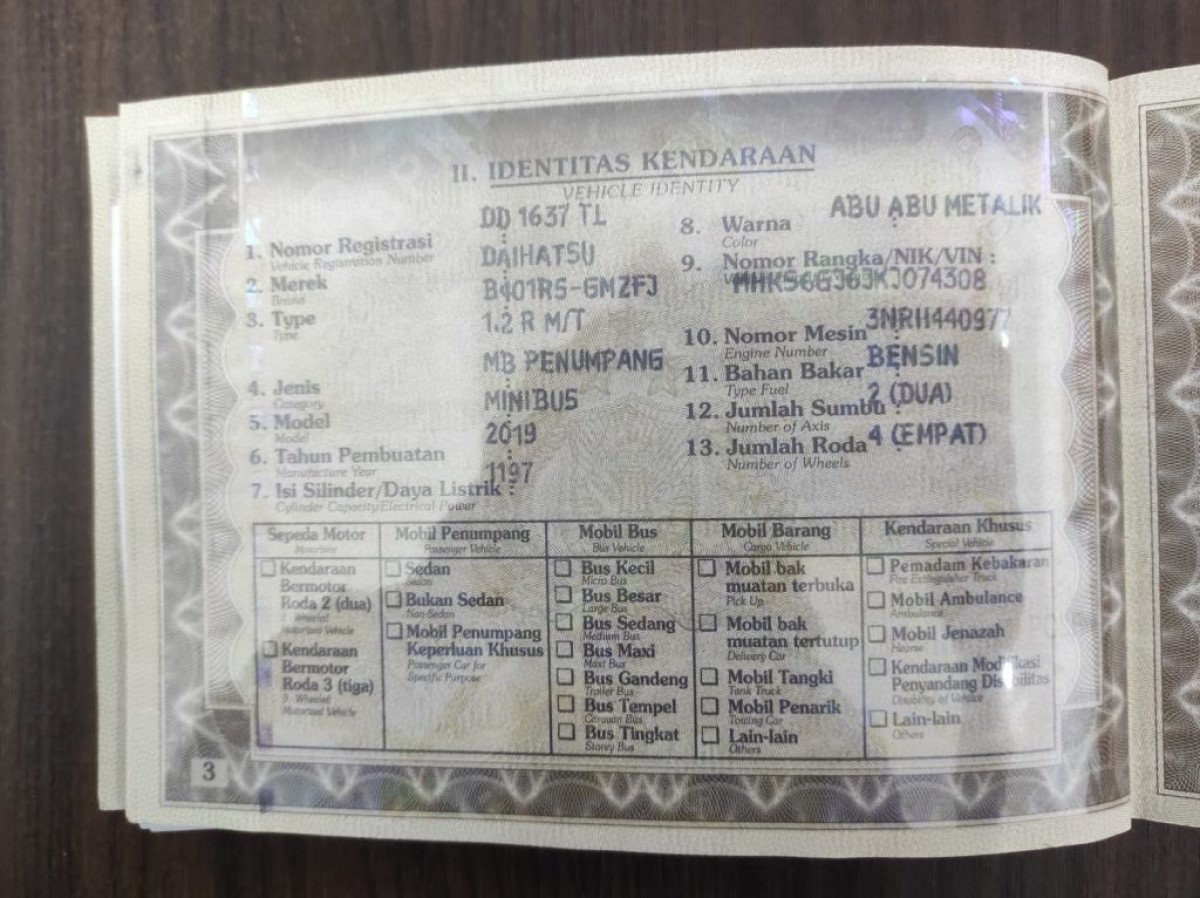 II. IDENTITAS KENDARAAN
VEHICLE IDENTITY
1. Nomor Registrasi : DD 1637 TL
Vehicle Registration Number
2. Merek : DAIHATSU
Brand
3. Type : B401RS-GMZFJ
Type
1.2 R M/T
4. Jenis : MB PENUMPANG
Category
5. Model : MINIBUS
Model
6. Tahun Pembuatan : 2019
Manufacture Year
7. Isi Silinder/Daya Listrik : 1197
Cylinder Capacity/Electrical Power
8. Warna : ABU ABU METALIK
Color
9. Nomor Rangka/NIK/VIN :
MHKS6GJ63KJ074308
10. Nomor Mesin : 3NRH440977
Engine Number
11. Bahan Bakar : BENSIN
Type Fuel
12. Jumlah Sumbu : 2 (DUA)
Number of Axis
13. Jumlah Roda : 4 (EMPAT)
Number of Wheels
Sepeda Motor
Kendaraan
Bermotor
Roda 2 (dua)
Wheeled
Motorized Vehicle
Kendaraan
Bermotor
Roda 3 (tiga)
3 Wheeled
Motorized Vehicle
Mobil Penumpang
Passenger Vehicle
Sedan
Sedan
Bukan Sedan
Non Sedan
Mobil Penumpang
Keperluan Khusus
Passenger Car for
Specific Purpose
Mobil Bus
Bus Vehicle
Bus Kecil
Micro Bus
Bus Besar
Large Bus
Bus Sedang
Medium Bus
Bus Maxi
Maxi Bus
Bus Gandeng
Trailer Bus
Bus Tempel
Caravan Bus
Bus Tingkat
Storey Bus
Mobil Barang
Cargo Vehicle
Mobil bak
muatan terbuka
Pick Up
Mobil bak
muatan tertutup
Delivery Car
Mobil Tangki
Tank Truck
Mobil Penarik
Towing Car
Lain-lain
Others
Kendaraan Khusus
Special Vehicle
Pemadam Kebakaran
Fire Extinguisher Truck
Mobil Ambulance
Ambulance
Mobil Jenazah
Hearse
Kendaraan Modifikasi
Penyandang Disabilitas
Disability of Vehicle
Lain-lain
Others
3